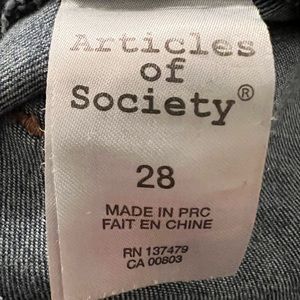 Articles
of
Society®
28
MADE IN PRC
FAIT EN CHINE
RN 137479
CA 00803